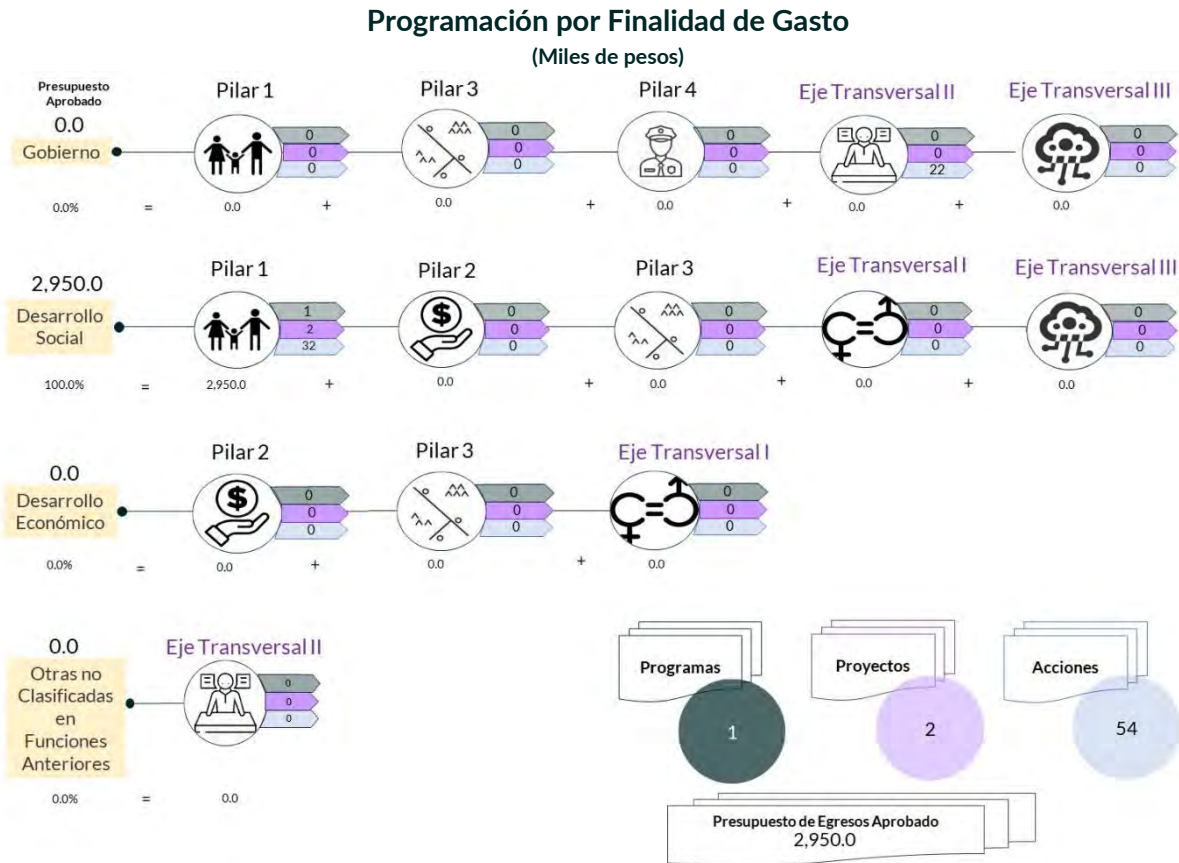 Programación por Finalidad de Gasto
(Miles de pesos)
Presupuesto
Aprobado
0.0
Gobierno
Pilar 1
0
0
0
Pilar 3
0
0
0
Pilar 4
0
0
0
Eje Transversal II
0
0
22
Eje Transversal III
0
0
0
0.0% = 0.0 + 0.0 + 0.0 + 0.0 + 0.0
2,950.0
Desarrollo
Social
Pilar 1
1
2
32
Pilar 2
$
0
0
0
Pilar 3
0
0
0
Eje Transversal I
0
0
0
Eje Transversal III
0
0
0
100.0% = 2,950.0 + 0.0 + 0.0 + 0.0 + 0.0
0.0
Desarrollo
Económico
Pilar 2
$
0
0
0
Pilar 3
0
0
0
Eje Transversal I
0
0
0
0.0% = 0.0 + 0.0 + 0.0
0.0
Otras no
Clasificadas
en
Funciones
Anteriores
Eje Transversal II
0
0
0
0.0% = 0.0
Programas
1
Proyectos
2
Acciones
54
Presupuesto de Egresos Aprobado
2,950.0